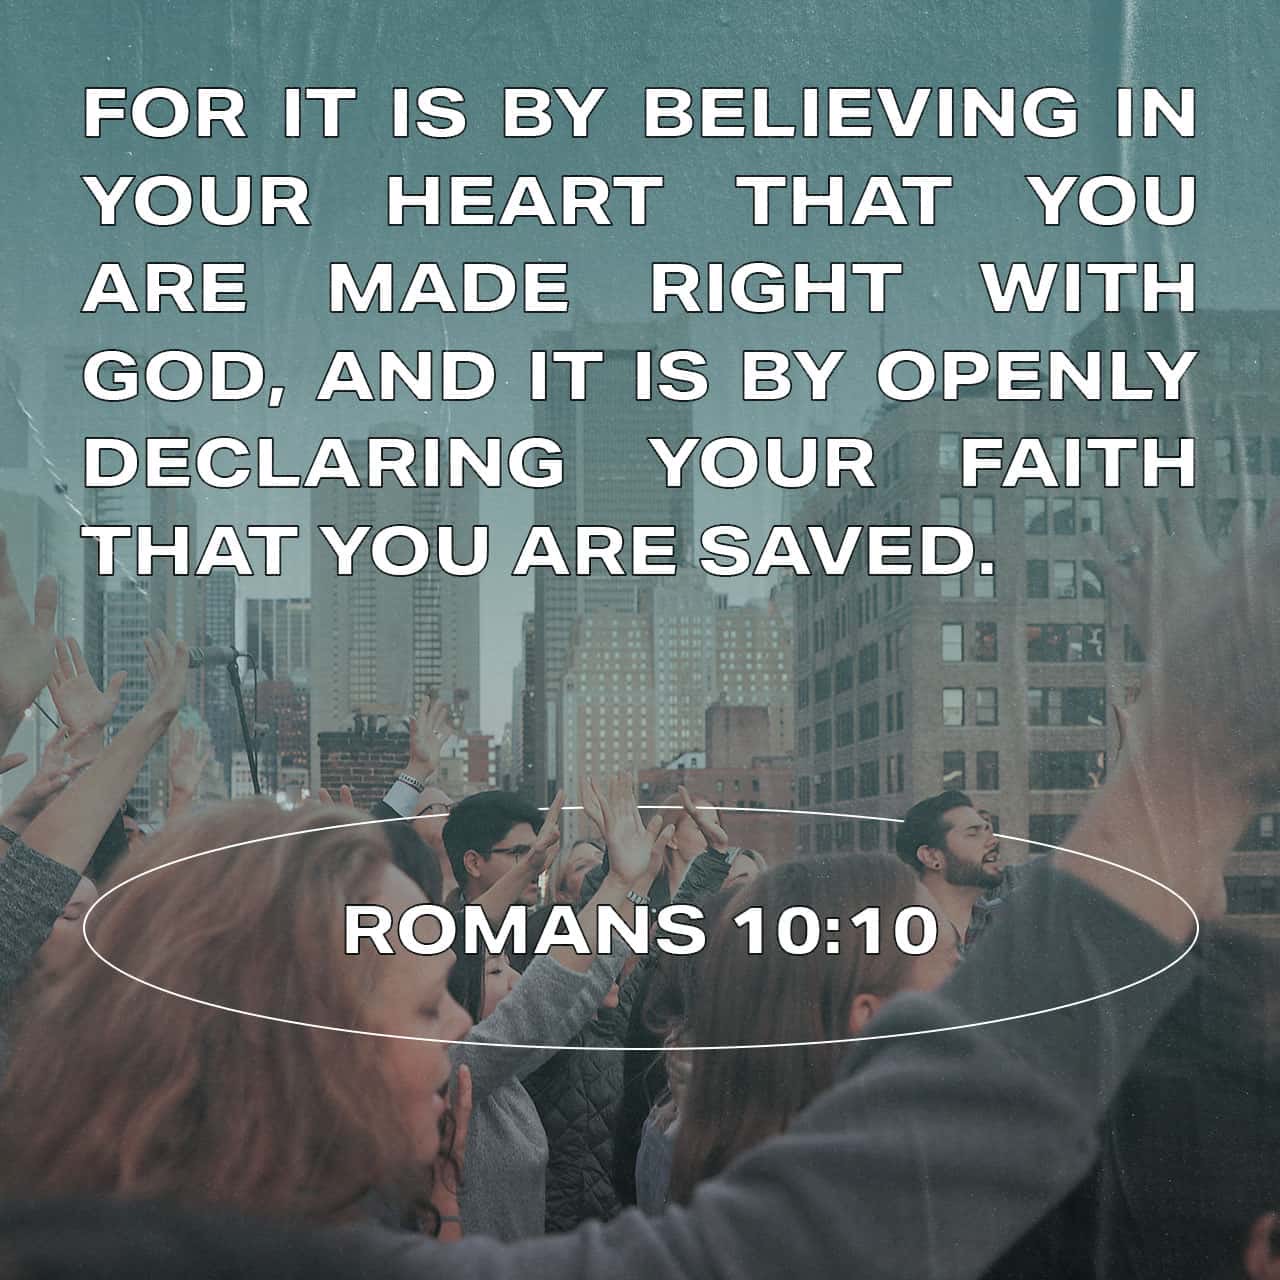 FOR IT IS BY BELIEVING IN
YOUR HEART THAT YOU
ARE MADE RIGHT WITH
GOD, AND IT IS BY OPENLY
DECLARING YOUR FAITH
THAT YOU ARE SAVED.
ROMANS 10:10